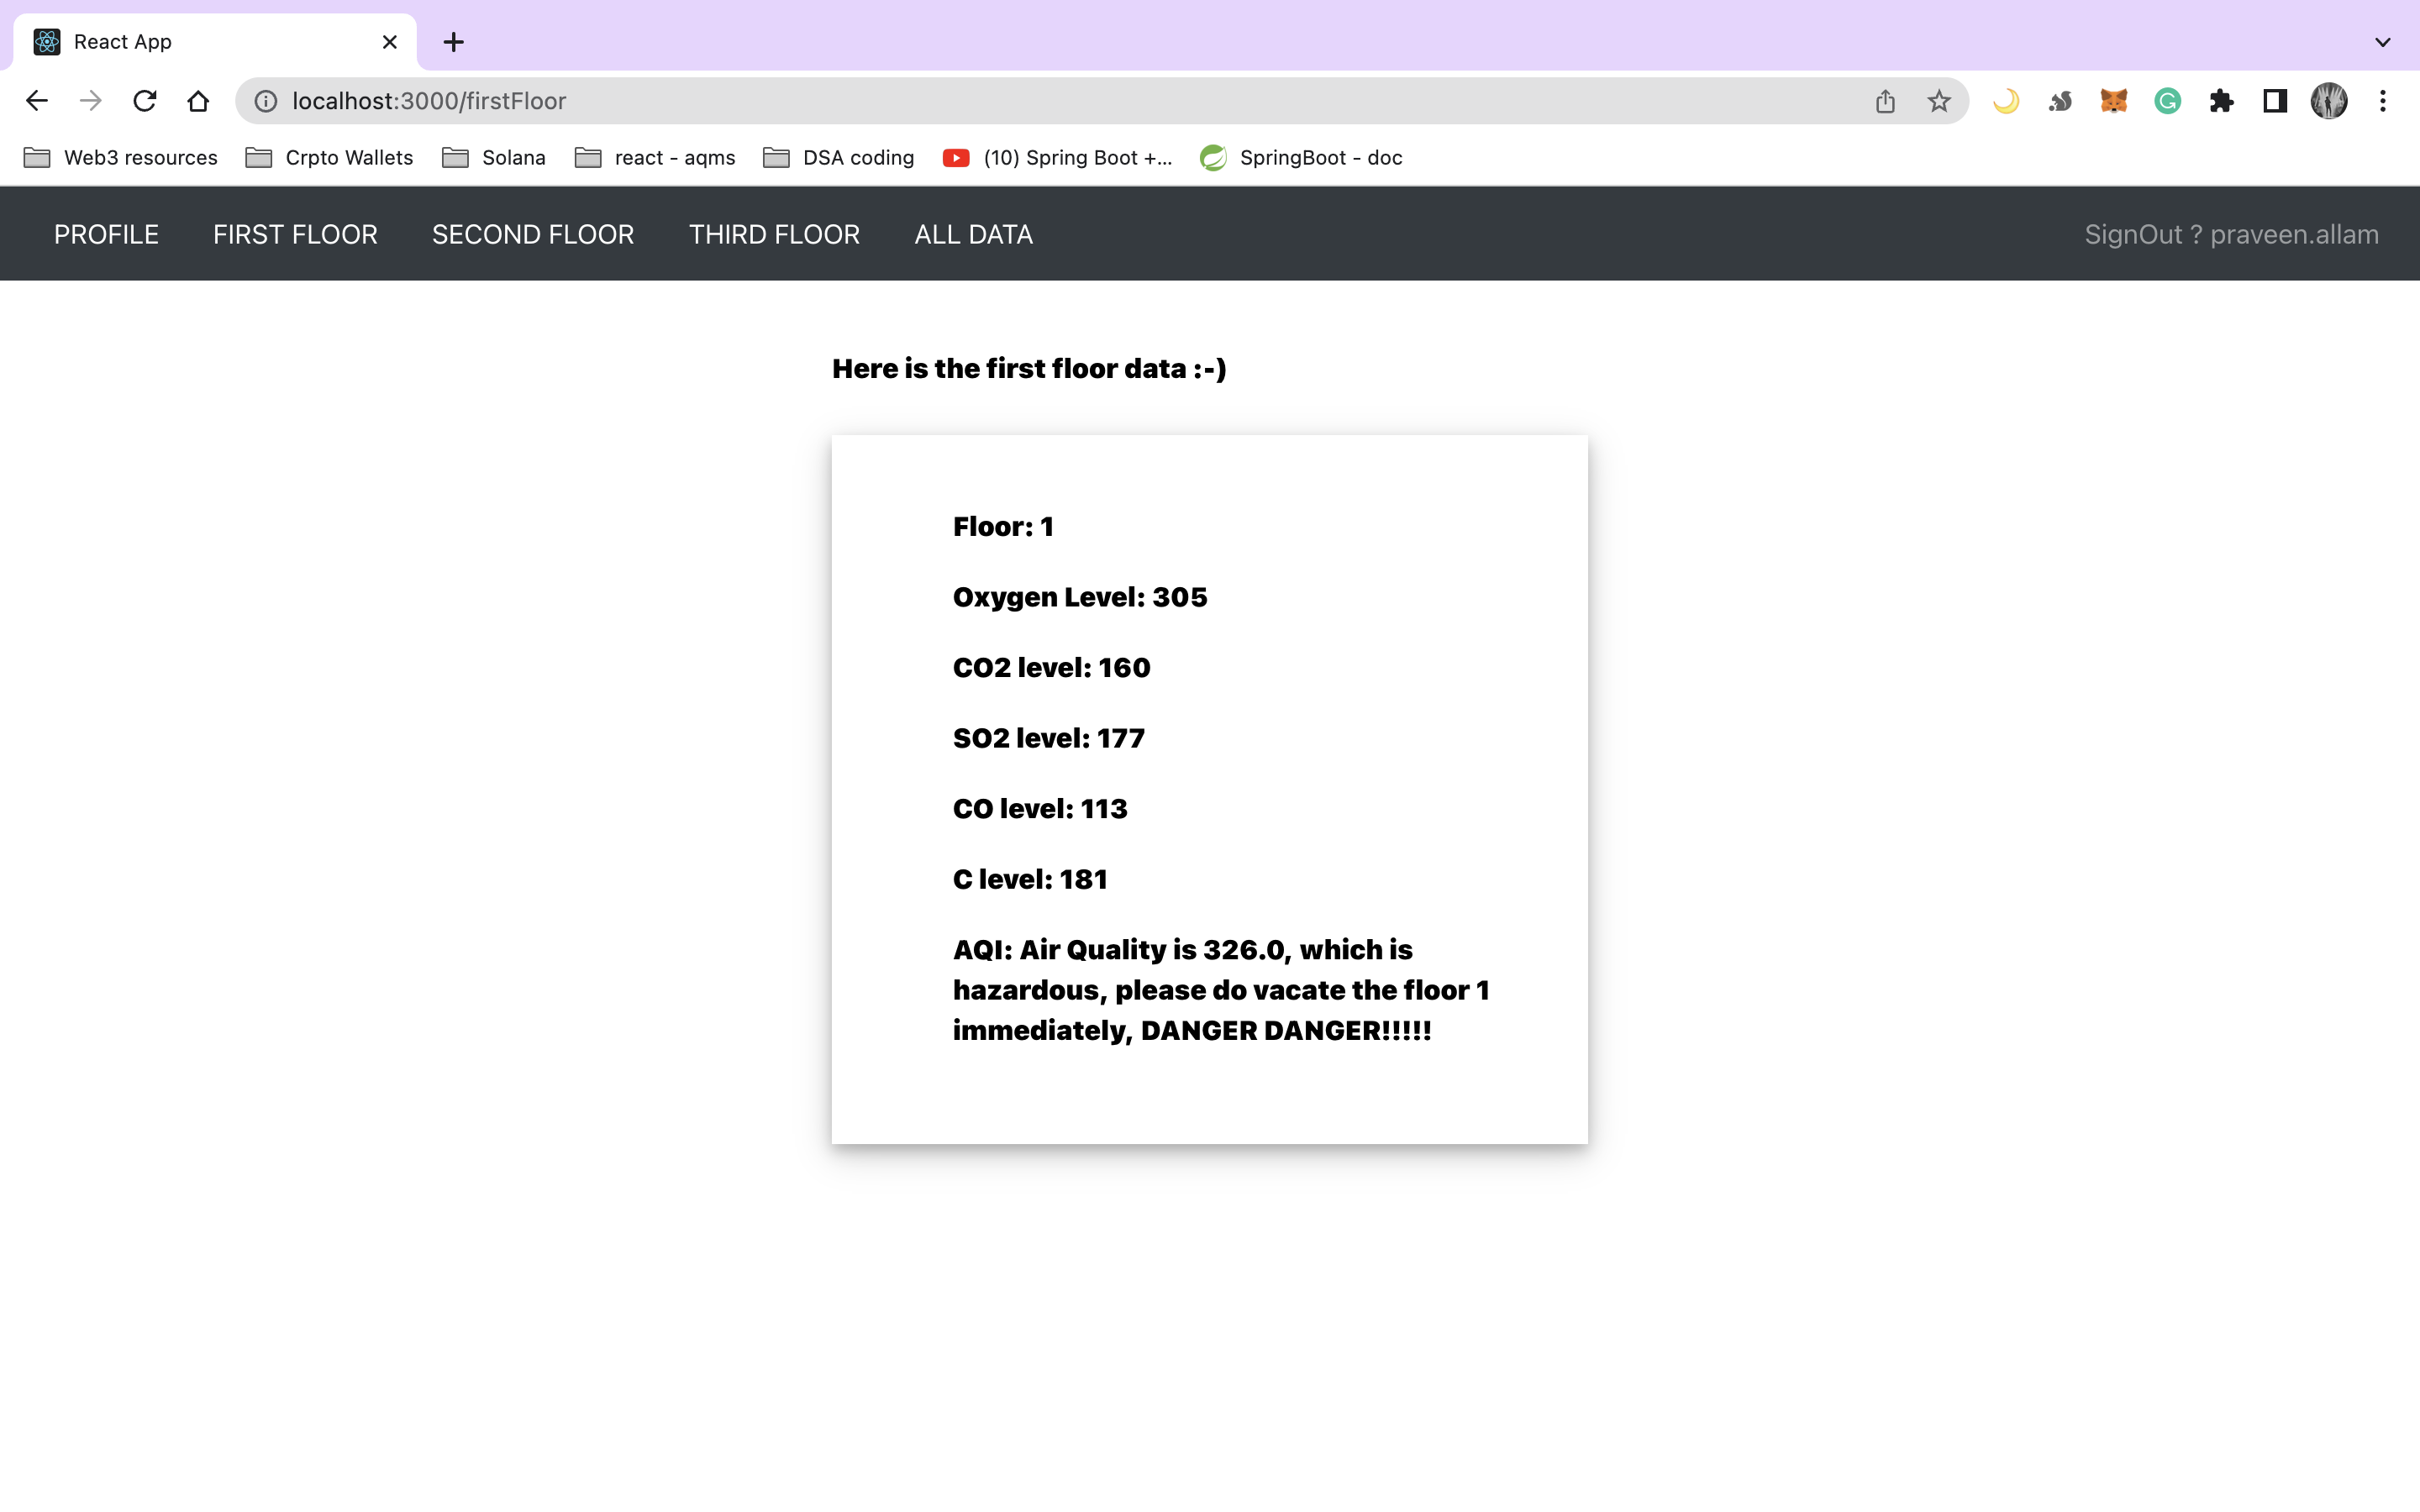 React App
localhost:3000/firstFloor
Web3 resources
Crpto Wallets
Solana
react - aqms
DSA coding
(10) Spring Boot +...
SpringBoot - doc
PROFILE
FIRST FLOOR
SECOND FLOOR
THIRD FLOOR
ALL DATA
SignOut ? praveen.allam
Here is the first floor data :-)
Floor: 1
Oxygen Level: 305
CO2 level: 160
SO2 level: 177
CO level: 113
C level: 181
AQI: Air Quality is 326.0, which is
hazardous, please do vacate the floor 1
immediately, DANGER DANGER!!!!!